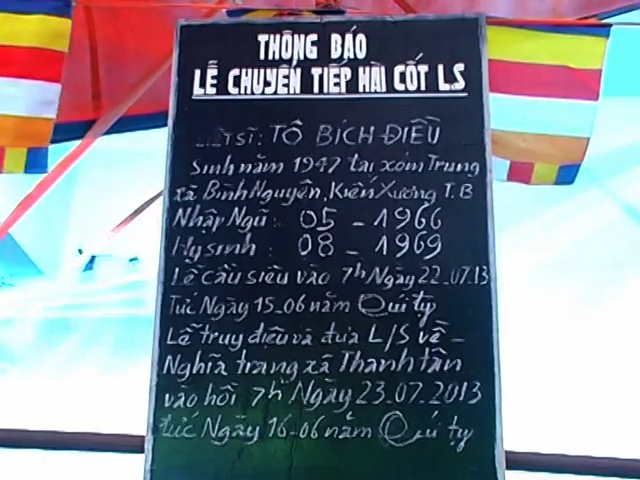 THÔNG BÁO
LỄ CHUYỂN TIẾP HÀI CỐT LS
LIỆT SĨ: TÔ BÍCH ĐIỀU
Sinh năm 1947 tại xóm Trung
xã Bình Nguyên, Kiến Xương T.B
Nhập Ngũ: 05 - 1966
Hy sinh: 08 - 1969
Lễ cầu siêu vào 7h Ngày 22.07.13
Tức Ngày 15-06 năm Quí tỵ
Lễ truy điệu và đưa L/S về -
Nghĩa trang xã Thanh tân
vào hồi 7h Ngày 23.07.2013
tức Ngày 16-06 năm Quí tỵ